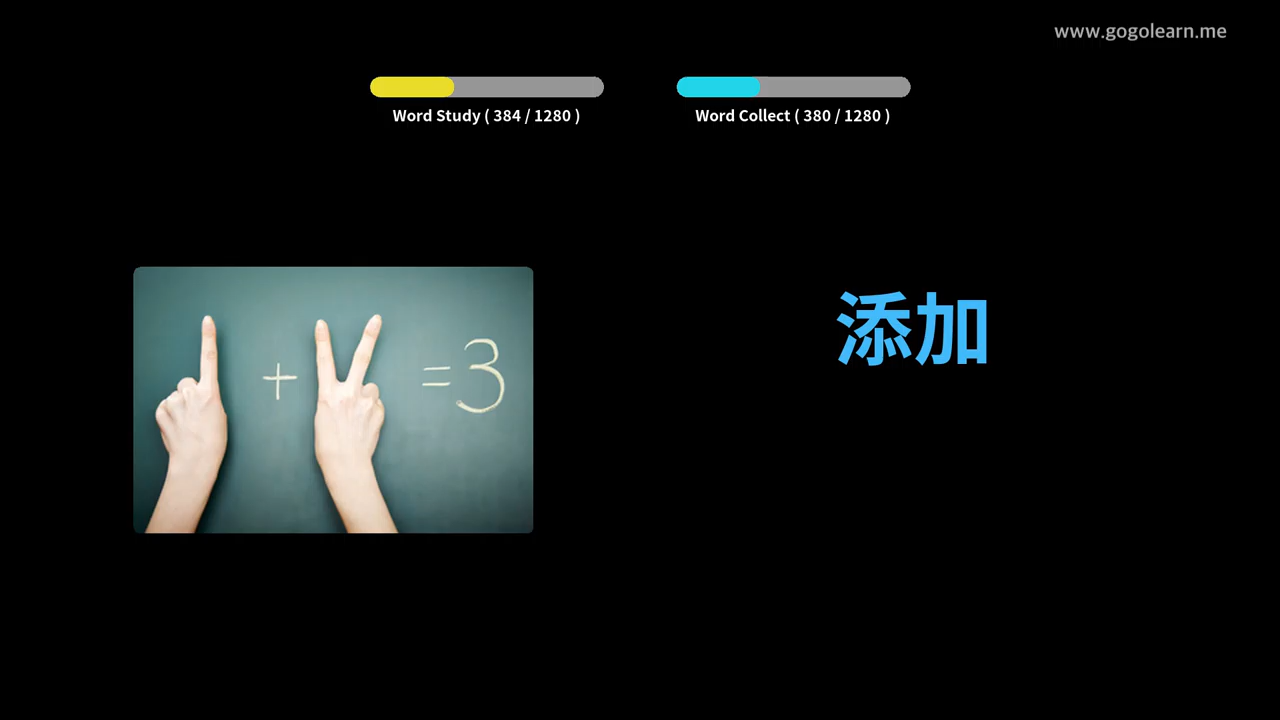 www.gogolearn.me
Word Study ( 384 / 1280 )
Word Collect ( 380 / 1280 )
+ =3
添加